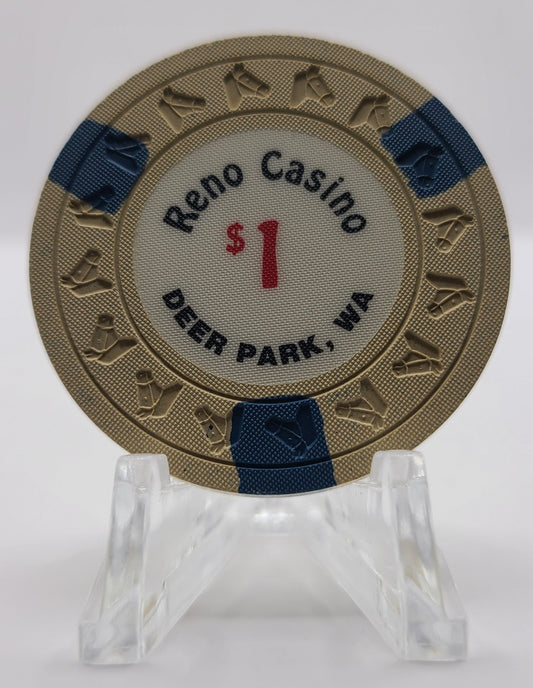 Reno Casino
$1
DEER PARK, WA